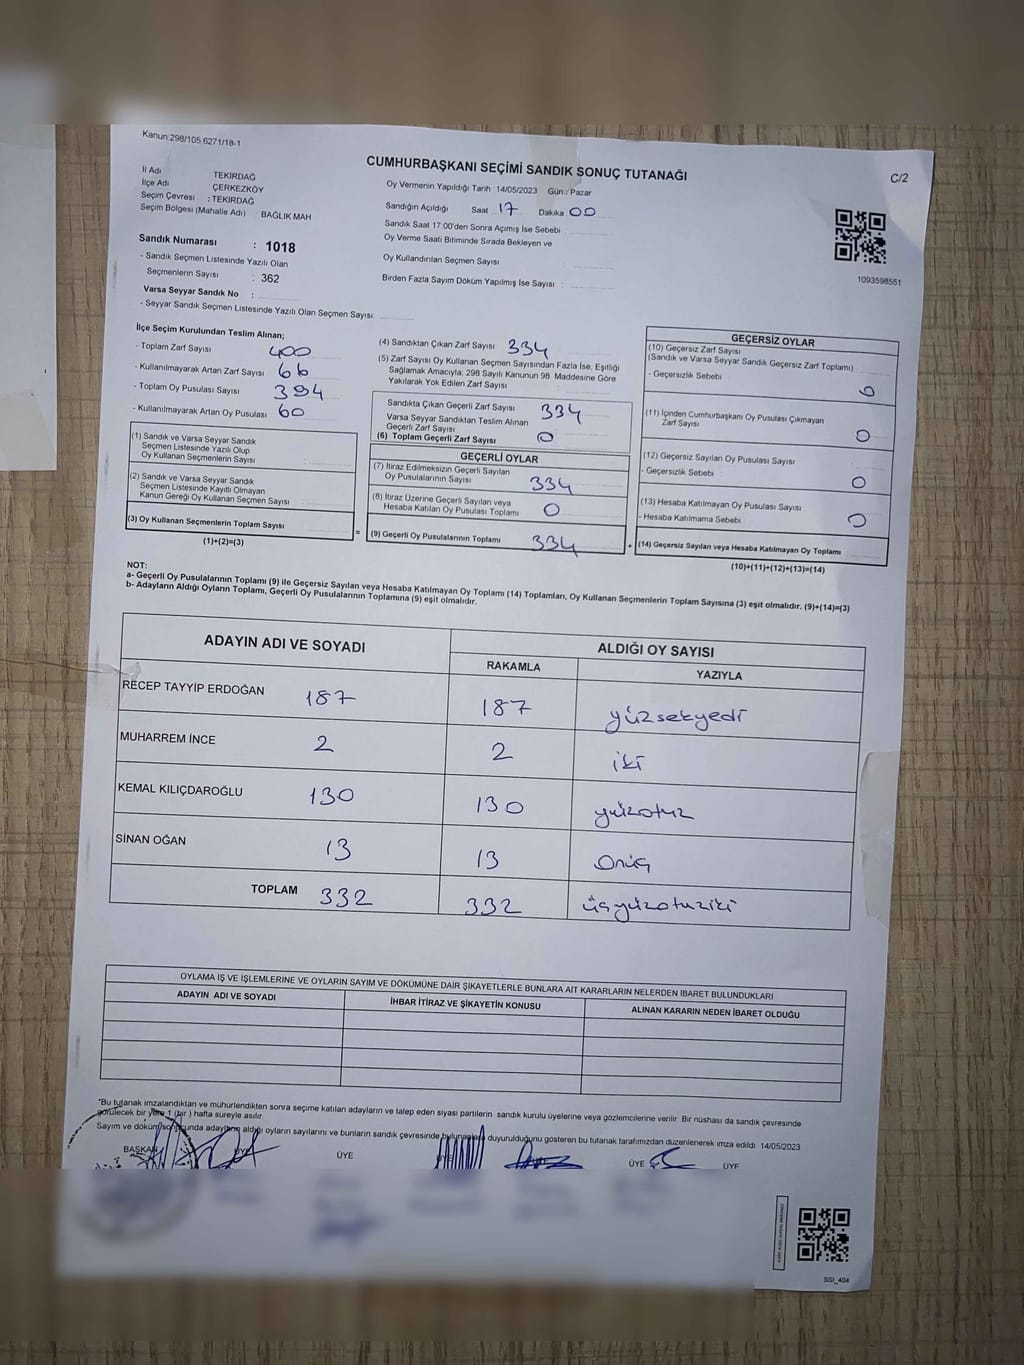 Kanun:298/105 6271/18-1
CUMHURBAŞKANI SEÇİMİ SANDIK SONUÇ TUTANAĞI
C/2
İl Adı : TEKİRDAĞ
İlçe Adı ÇERKEZKÖY
Seçim Çevresi : TEKİRDAĞ
Seçim Bölgesi (Mahalle Adı) BAĞLIK MAH
Oy Vermenin Yapıldığı Tarih 14/05/2023 Gün : Pazar
Sandığın Açıldığı Saat 17 Dakika 00
Sandık Saat 17:00'den Sonra Açımış İse Sebebi
Oy Verme Saati Bitiminde Sırada Bekleyen ve
Oy Kullandırılan Seçmen Sayısı
Birden Fazla Sayım Döküm Yapılmış İse Sayısı :
1093598551
Sandık Numarası : 1018
- Sandık Seçmen Listesinde Yazılı Olan
Seçmenlerin Sayısı : 362
Varsa Seyyar Sandık No :
- Seyyar Sandık Seçmen Listesinde Yazılı Olan Seçmen Sayısı:
İlçe Seçim Kurulundan Teslim Alınan;
- Toplam Zarf Sayısı 400
- Kullanılmayarak Artan Zarf Sayısı 66
- Toplam Oy Pusulası Sayısı 394
- Kullanılmayarak Artan Oy Pusulası 60
(1) Sandık ve Varsa Seyyar Sandık
Seçmen Listesinde Yazılı Olup
Oy Kullanan Seçmenlerin Sayısı :
(2) Sandık ve Varsa Seyyar Sandık
Seçmen Listesinde Kayıtlı Olmayan
Kanun Gereği Oy Kullanan Seçmen Sayısı
(3) Oy Kullanan Seçmenlerin Toplam Sayısı
(1)+(2)=(3)
=
(4) Sandıktan Çıkan Zarf Sayısı 334
(5) Zarf Sayısı Oy Kullanan Seçmen Sayısından Fazla İse, Eşitliği
Sağlamak Amacıyla, 298 Sayılı Kanunun 98. Maddesine Göre
Yakılarak Yok Edilen Zarf Sayısı
Sandıkta Çıkan Geçerli Zarf Sayısı 334
Varsa Seyyar Sandıktan Teslim Alınan
Geçerli Zarf Sayısı
(6) Toplam Geçerli Zarf Sayısı 0
GEÇERLİ OYLAR
(7) İtiraz Edilmeksizin Geçerli Sayılan
Oy Pusulalarının Sayısı 334
(8) İtiraz Üzerine Geçerli Sayılan veya
Hesaba Katılan Oy Pusulası Toplamı 0
(9) Geçerli Oy Pusulalarının Toplamı 334
+
GEÇERSİZ OYLAR
(10) Geçersiz Zarf Sayısı
(Sandık ve Varsa Seyyar Sandık Geçersiz Zarf Toplamı)
- Geçersizlik Sebebi 0
(11) İçinden Cumhurbaşkanı Oy Pusulası Çıkmayan
Zarf Sayısı 0
(12) Geçersiz Sayılan Oy Pusulası Sayısı
- Geçersizlik Sebebi 0
(13) Hesaba Katılmayan Oy Pusulası Sayısı
- Hesaba Katılmama Sebebi 0
(14) Geçersiz Sayılan veya Hesaba Katılmayan Oy Toplamı
(10)+(11)+(12)+(13)=(14)
NOT:
a- Geçerli Oy Pusulalarının Toplamı (9) ile Geçersiz Sayılan veya Hesaba Katılmayan Oy Toplamı (14) Toplamları, Oy Kullanan Seçmenlerin Toplam Sayısına (3) eşit olmalıdır. (9)+(14)=(3)
b- Adayların Aldığı Oyların Toplamı, Geçerli Oy Pusulalarının Toplamına (9) eşit olmalıdır.
ADAYIN ADI VE SOYADI
ALDIĞI OY SAYISI
RAKAMLA YAZIYLA
RECEP TAYYİP ERDOĞAN 187 187 yüzsekyedi
MUHARREM İNCE 2 2 iki
KEMAL KILIÇDAROĞLU 130 130 yüzotuz
SİNAN OĞAN 13 13 onüç
TOPLAM 332 332 üçyüzotuziki
OYLAMA İŞ VE İŞLEMLERİNE VE OYLARIN SAYIM VE DÖKÜMÜNE DAİR ŞİKAYETLERLE BUNLARA AİT KARARLARIN NELERDEN İBARET BULUNDUKLARI
ADAYIN ADI VE SOYADI İHBAR İTİRAZ VE ŞİKAYETİN KONUSU ALINAN KARARIN NEDEN İBARET OLDUĞU
*Bu tutanak imzalandıktan ve mühürlendikten sonra seçime katılan adayların ve talep eden siyasi partilerin sandık kurulu üyelerine veya gözlemcilerine verilir Bir nüshası da sandık çevresinde
görülecek bir yere 1 (bir) hafta süreyle asılır.
Sayım ve döküm sonucunda adayların aldığı oyların sayılarını ve bunların sandık çevresinde duyurulduğunu gösteren bu tutanak tarafımızdan düzenlenerek imza edildi 14/05/2023
BAŞKAN ÜYE ÜYE ÜYE ÜYE ÜYE ÜYE
SSI_404